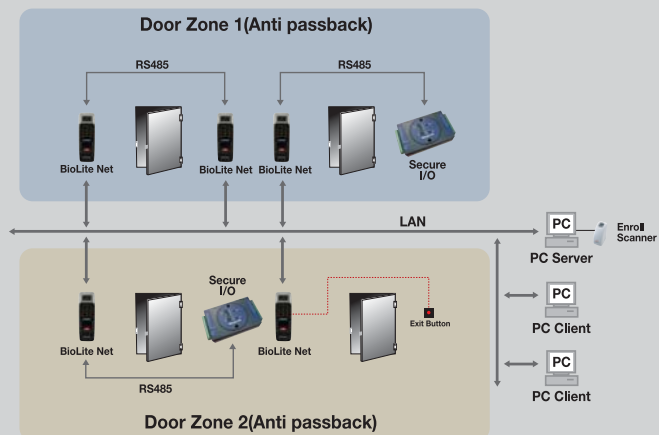 Door Zone 1(Anti passback)
RS485
RS485
BioLite Net
BioLite Net
BioLite Net
Secure
I/O
LAN
PC
Enroll
Scanner
PC Server
Secure
I/O
BioLite Net
BioLite Net
Exit Button
PC
PC Client
RS485
PC
PC Client
Door Zone 2(Anti passback)